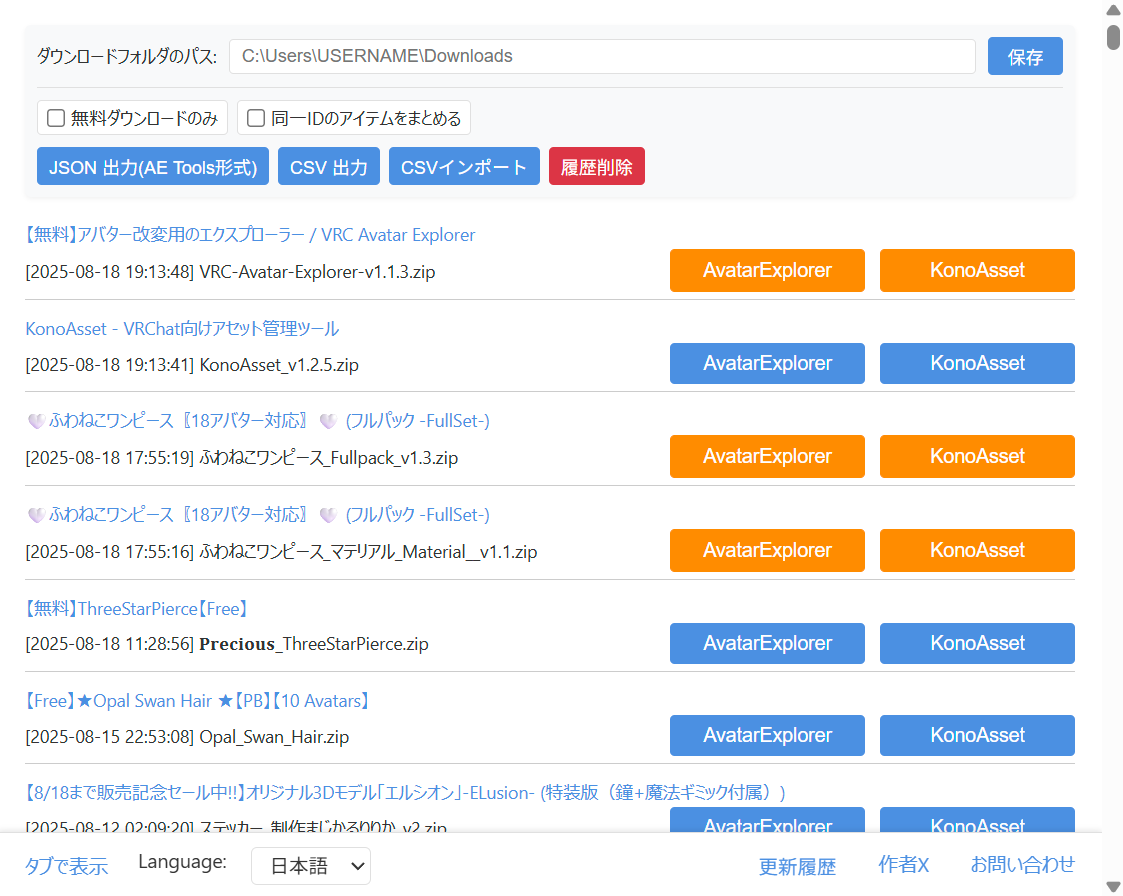 ダウンロードフォルダのパス: C:\Users\USERNAME\Downloads 保存
無料ダウンロードのみ 同一IDのアイテムをまとめる
JSON 出力(AE Tools形式) CSV 出力 CSVインポート 履歴削除
【無料】アバター改変用のエクスプローラー / VRC Avatar Explorer
[2025-08-18 19:13:48] VRC-Avatar-Explorer-v1.1.3.zip AvatarExplorer KonoAsset
KonoAsset - VRChat向けアセット管理ツール
[2025-08-18 19:13:41] KonoAsset_v1.2.5.zip AvatarExplorer KonoAsset
🤍ふわねこワンピース〖18アバター対応〗 🤍 (フルパック -FullSet-)
[2025-08-18 17:55:19] ふわねこワンピース_Fullpack_v1.3.zip AvatarExplorer KonoAsset
🤍ふわねこワンピース〖18アバター対応〗 🤍 (フルパック -FullSet-)
[2025-08-18 17:55:16] ふわねこワンピース_マテリアル_Material__v1.1.zip AvatarExplorer KonoAsset
【無料】ThreeStarPierce【Free】
[2025-08-18 11:28:56] 𝐏𝐫𝐞𝐜𝐢𝐨𝐮𝐬_ThreeStarPierce.zip AvatarExplorer KonoAsset
【Free】★Opal Swan Hair ★【PB】【10 Avatars】
[2025-08-15 22:53:08] Opal_Swan_Hair.zip AvatarExplorer KonoAsset
【8/18まで販売記念セール中!!】オリジナル3Dモデル「エルシオン」-ELusion- (特装版（鐘+魔法ギミック付属）)
[2025-08-12 02:09:20] ステッカー_制作まじかるりりか_v2.zip AvatarExplorer KonoAsset
タブで表示 Language: 日本語 更新履歴 作者X お問い合わせ